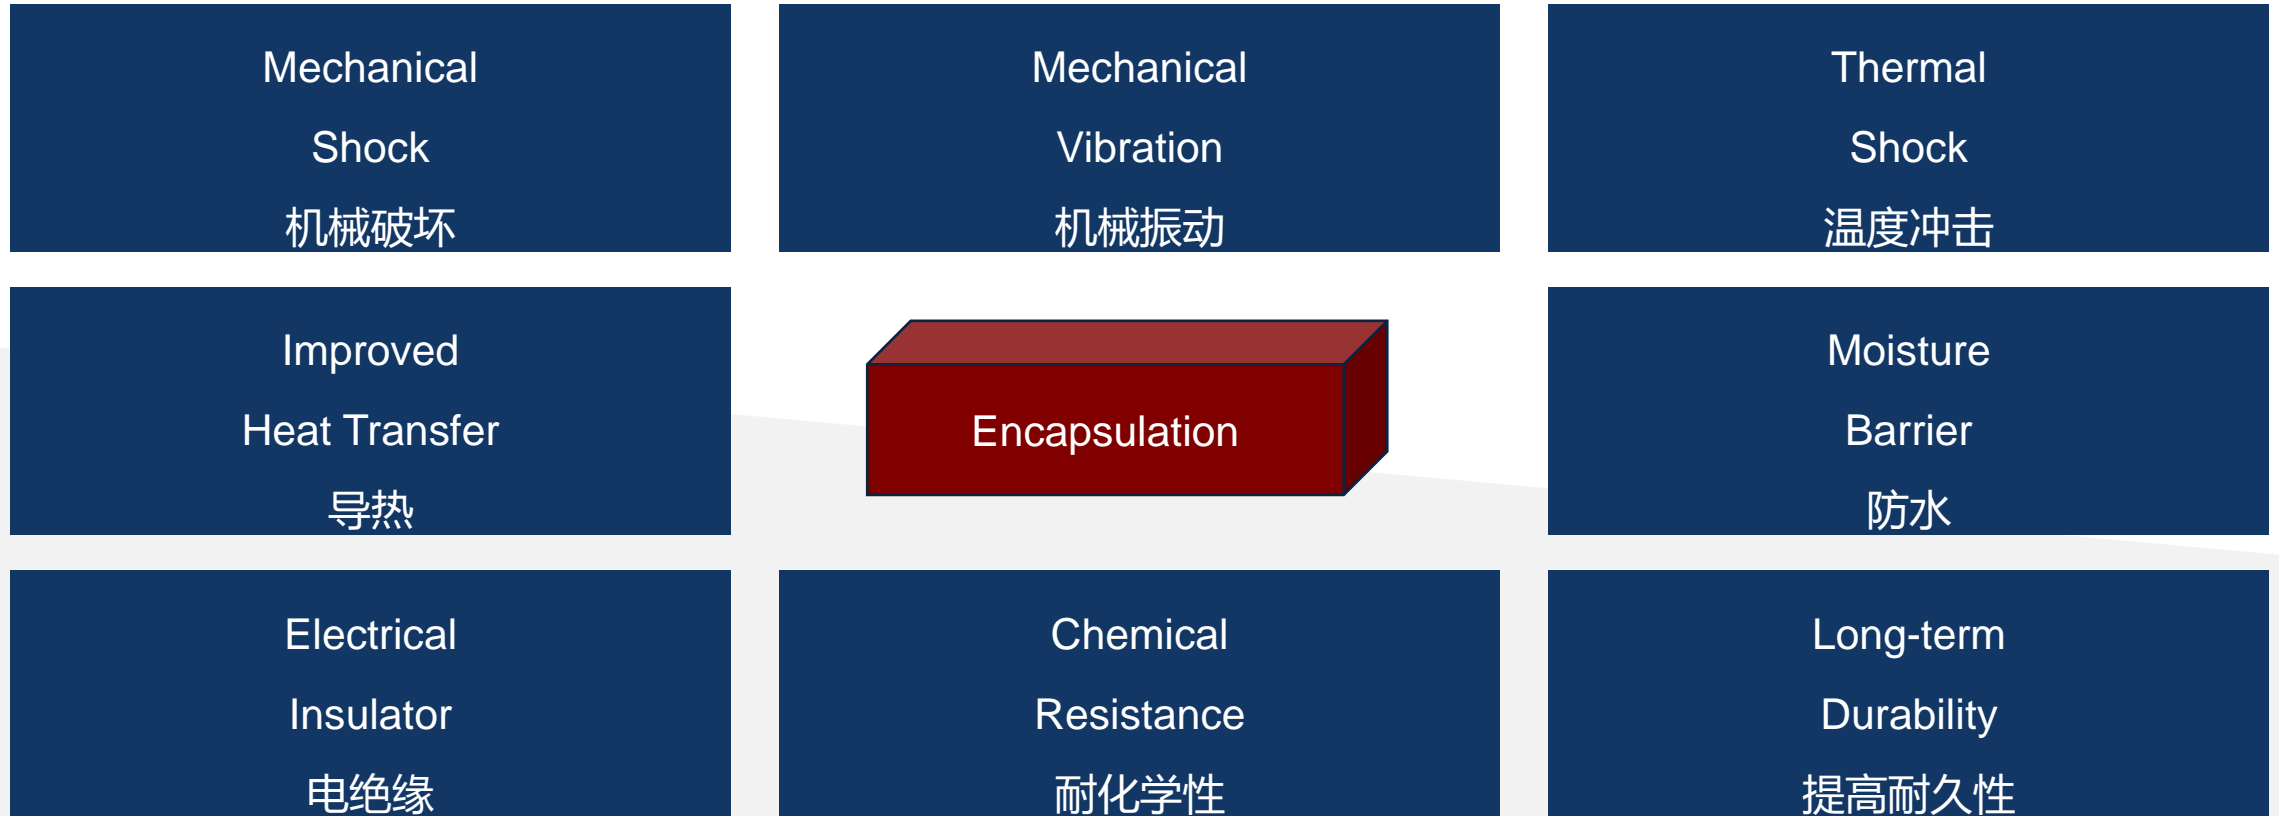 Mechanical
Shock
机械破坏
Mechanical
Vibration
机械振动
Thermal
Shock
温度冲击
Improved
Heat Transfer
导热
Encapsulation
Moisture
Barrier
防水
Electrical
Insulator
电绝缘
Chemical
Resistance
耐化学性
Long-term
Durability
提高耐久性